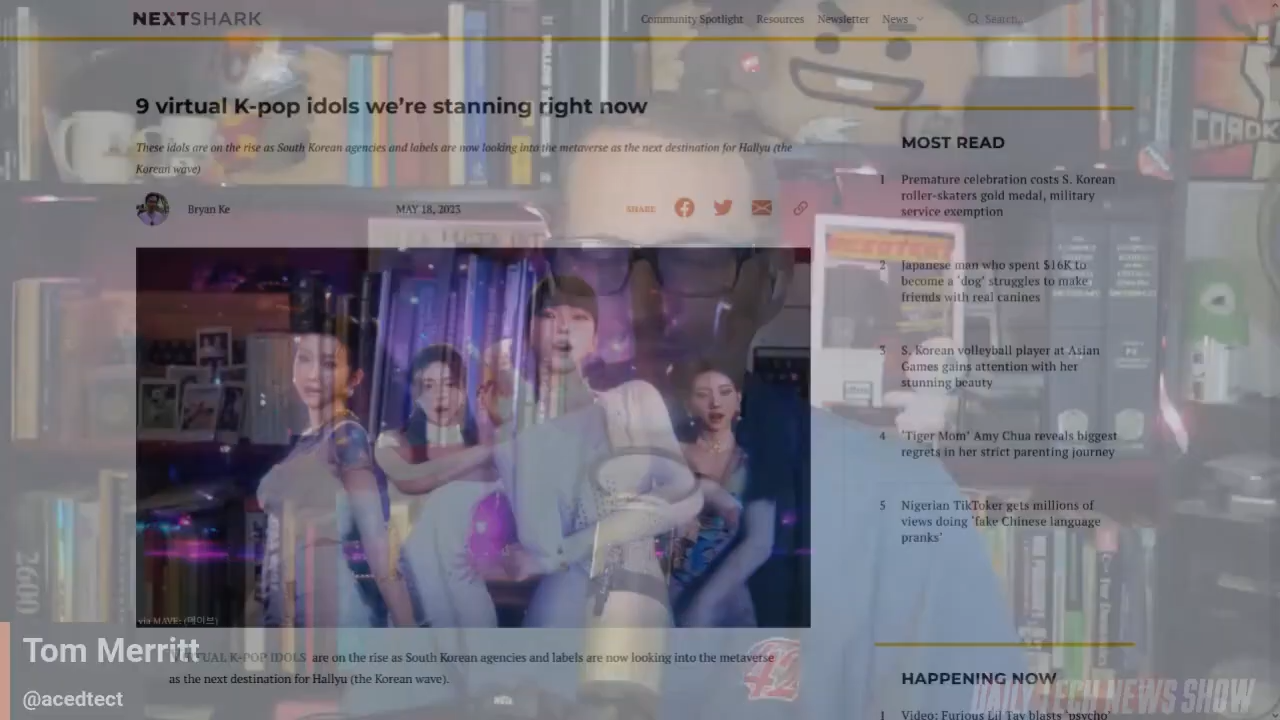 NEXTSHARK
Community Spotlight Resources Newsletter News Search...
9 virtual K-pop idols we're stanning right now
These idols are on the rise as South Korean agencies and labels are now looking into the metaverse as the next destination for Hallyu (the
Korean wave)
Bryan Ke
MAY 18, 2023
SHARE
via MAVE: (메이브)
VIRTUAL K-POP IDOLS are on the rise as South Korean agencies and labels are now looking into the metaverse
as the next destination for Hallyu (the Korean wave).
MOST READ
1 Premature celebration costs S. Korean
roller-skaters gold medal, military
service exemption
2 Japanese man who spent $16K to
become a 'dog' struggles to make
friends with real canines
3 S. Korean volleyball player at Asian
Games gains attention with her
stunning beauty
4 'Tiger Mom' Amy Chua reveals biggest
regrets in her strict parenting journey
5 Nigerian TikToker gets millions of
views doing 'fake Chinese language
pranks'
HAPPENING NOW
1 Video: Furious Lil Tay blasts 'psycho'
2600
42
Tom Merritt
@acedtect
DAILY TECH NEWS SHOW